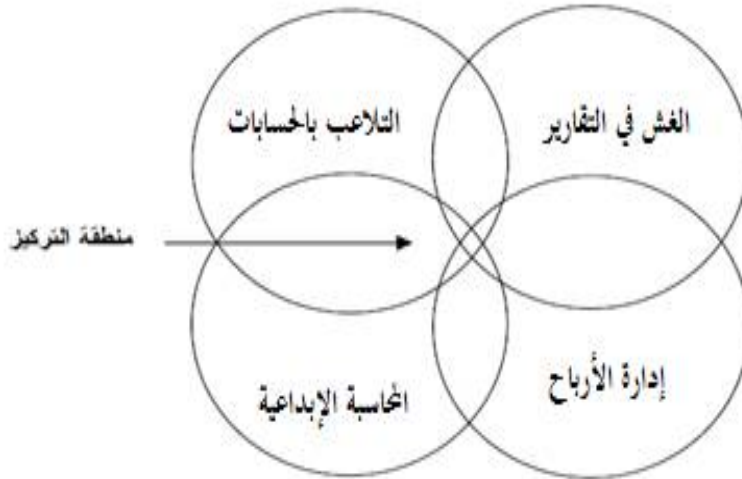 الغش في التقارير
التلاعب بالحسابات
منطقة التركيز
إدارة الأرباح
المحاسبة الإبداعية